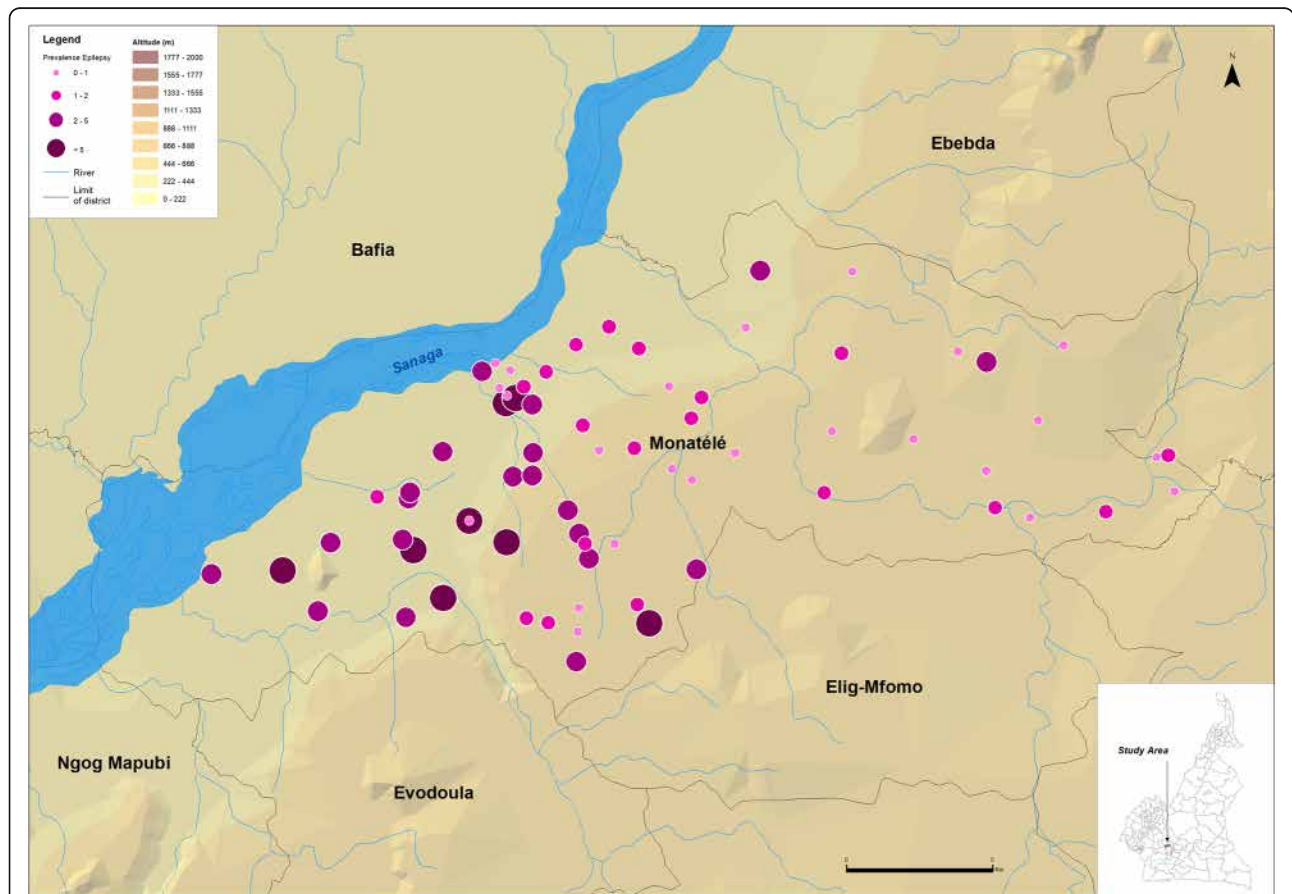 Legend
Prevalence Epilepsy
0 - 1
1 - 2
2 - 5
River
Limit
of district
Altitude (m)
1777 - 2000
1555 - 1777
1333 - 1555
1111 - 1333
888 - 1111
666 - 888
444 - 666
222 - 444
0 - 222
N
Ebebda
Bafia
Sanaga
Monatélé
Elig-Mfomo
Ngog Mapubi
Evodoula
Study Area